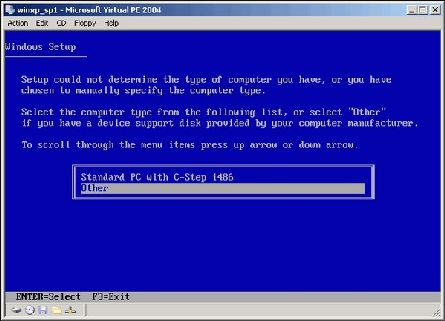 winxp_sp1 - Microsoft Virtual PC 2004
Action Edit CD Floppy Help
Windows Setup
Setup could not determine the type of computer you have, or you have
chosen to manually specify the computer type.
Select the computer type from the following list, or select "Other"
if you have a device support disk provided by your computer manufacturer.
To scroll through the menu items press up arrow or down arrow.
Standard PC with C-Step i486
Other
ENTER=Select F3=Exit